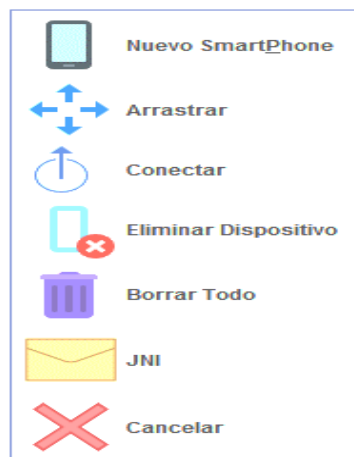 Nuevo SmartPhone
Arrastrar
Conectar
Eliminar Dispositivo
Borrar Todo
JNI
Cancelar